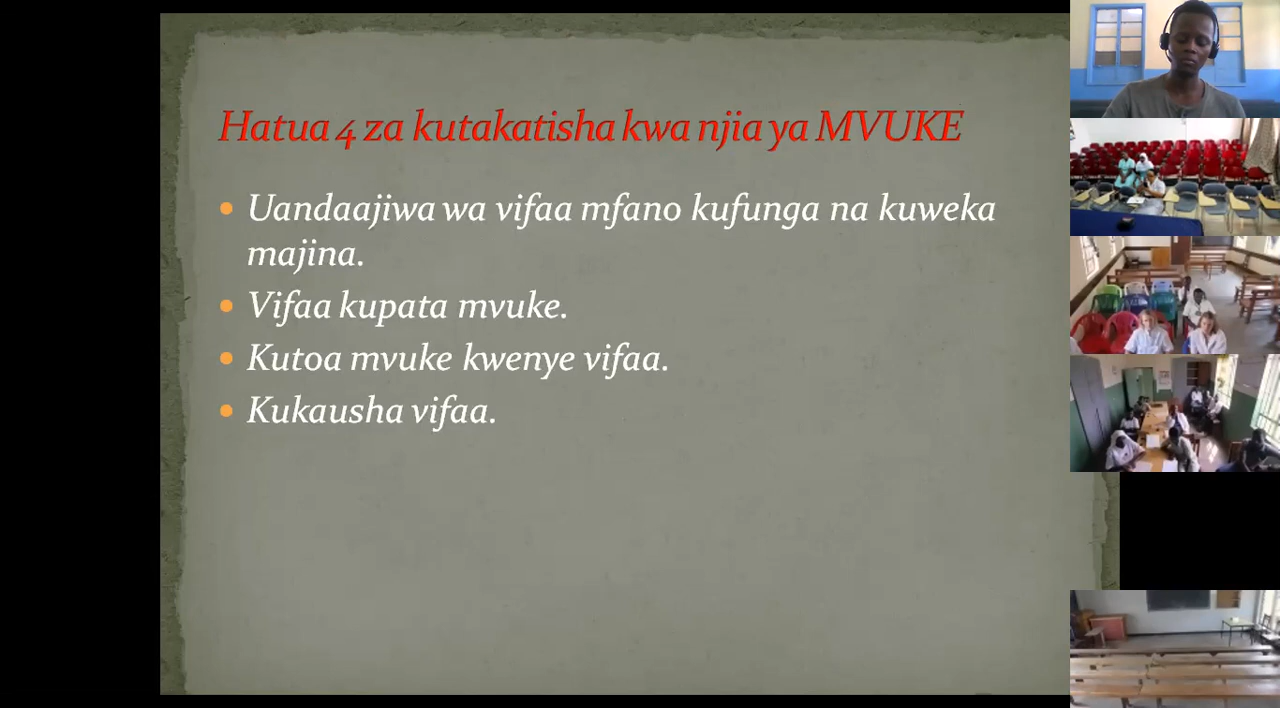 Hatua 4 za kutakatisha kwa njia ya MVUKE
Uandaajiwa wa vifaa mfano kufunga na kuweka
majina.
Vifaa kupata mvuke.
Kutoa mvuke kwenye vifaa.
Kukausha vifaa.